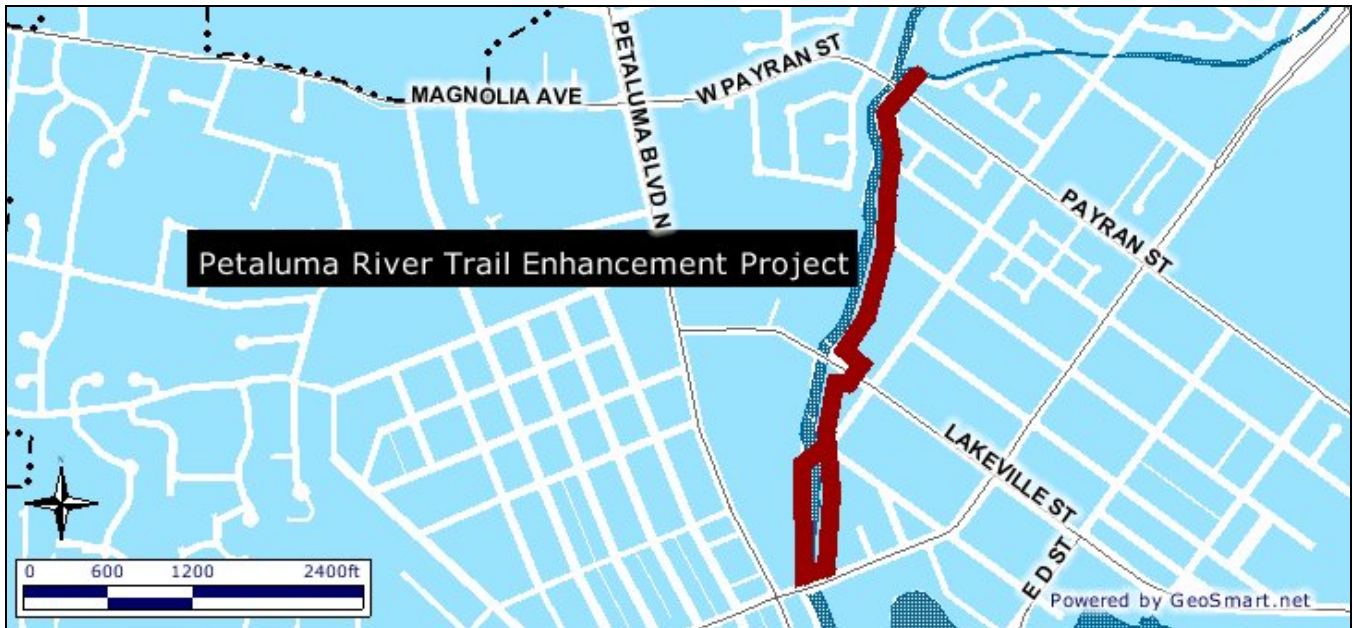 MAGNOLIA AVE
W PAYRAN ST
PETALUMA BLVD N
PAYRAN ST
Petaluma River Trail Enhancement Project
LAKEVILLE ST
E D ST
N
0 600 1200 2400ft
Powered by GeoSmart.net